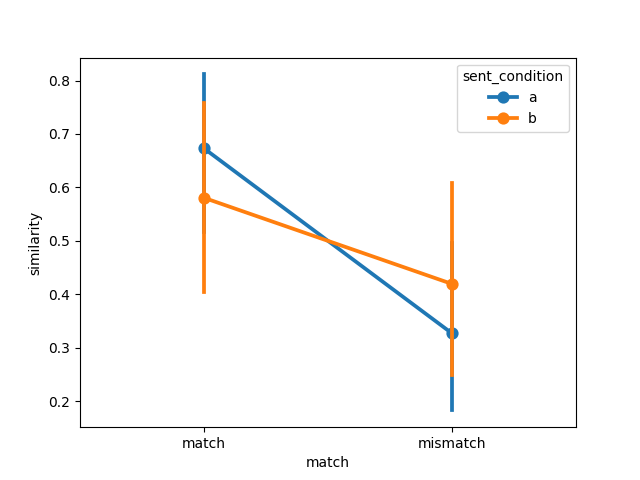 sent_condition
a
b
0.8
0.7
0.6
0.5
0.4
0.3
0.2
similarity
match
mismatch
match